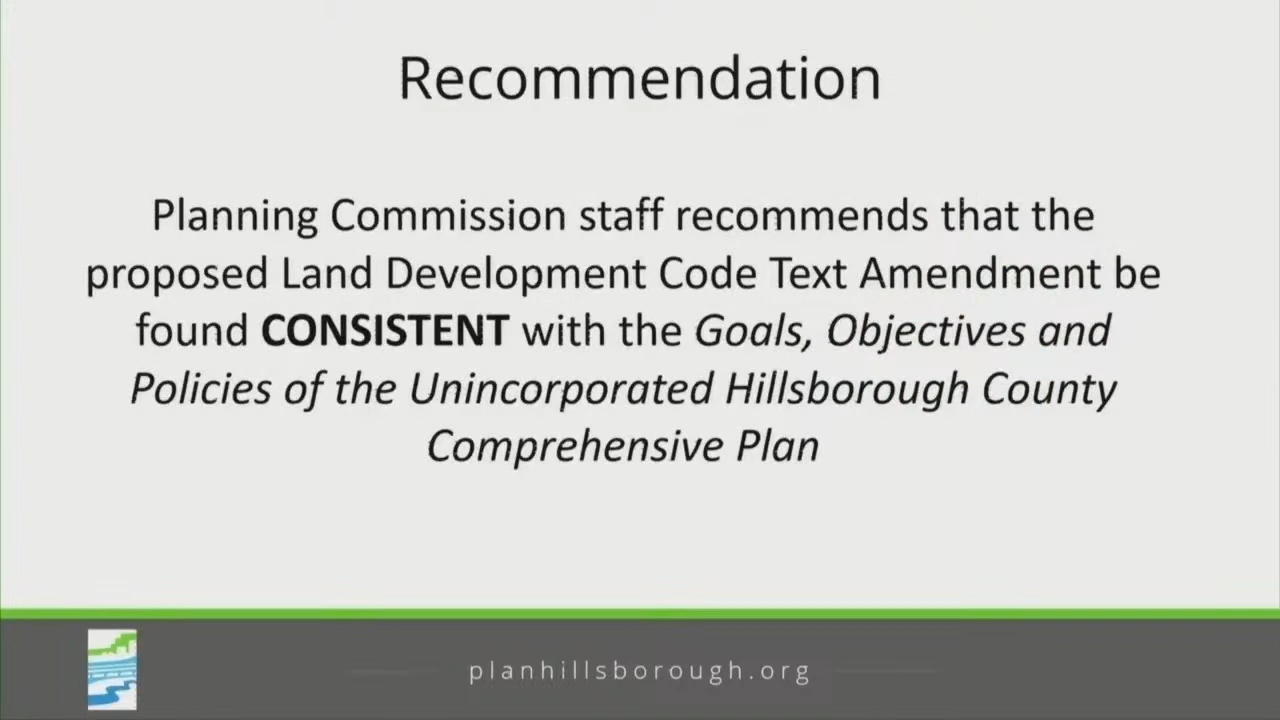 Recommendation
Planning Commission staff recommends that the
proposed Land Development Code Text Amendment be
found CONSISTENT with the Goals, Objectives and
Policies of the Unincorporated Hillsborough County
Comprehensive Plan
planhillsborough.org